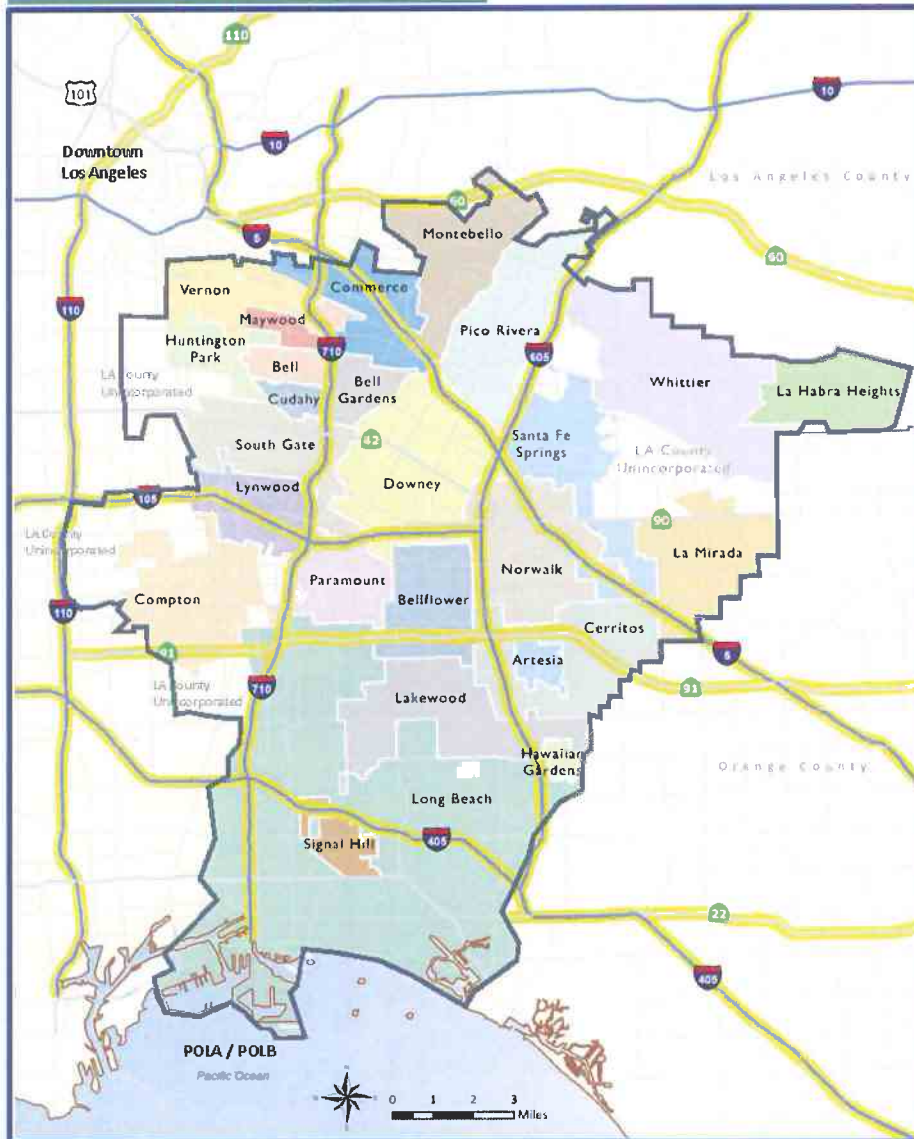 110
101
10
10
Downtown
Los Angeles
Los Angeles County
60
Montebello
5
60
Vernon
Commerce
110
Maywood
Pico Rivera
Huntington
Park
710
605
Bell
Bell
Gardens
Whittier
LA County
Unincorporated
La Habra Heights
Cudahy
South Gate
42
Santa Fe
Springs
LA County
Unincorporated
Lynwood
Downey
105
90
LA County
Unincorporated
La Mirada
Norwalk
Paramount
Bellflower
Compton
110
Cerritos
91
5
Artesia
LA County
Unincorporated
710
91
Lakewood
Hawaiian
Gardens
Orange County
Long Beach
Signal Hill
405
22
405
POLA / POLB
Pacific Ocean
0 1 2 3
Miles